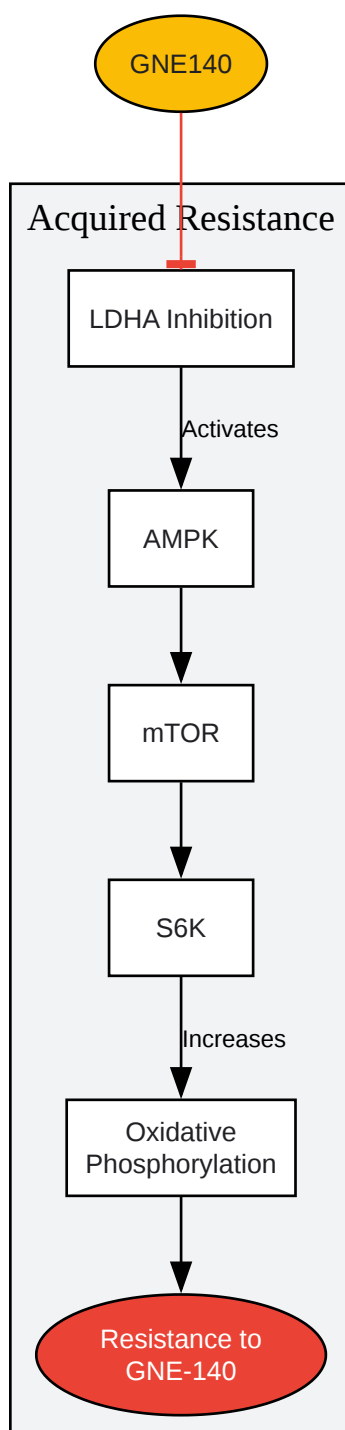 GNE140
Acquired Resistance
LDHA Inhibition
Activates
AMPK
mTOR
S6K
Increases
Oxidative
Phosphorylation
Resistance to
GNE-140